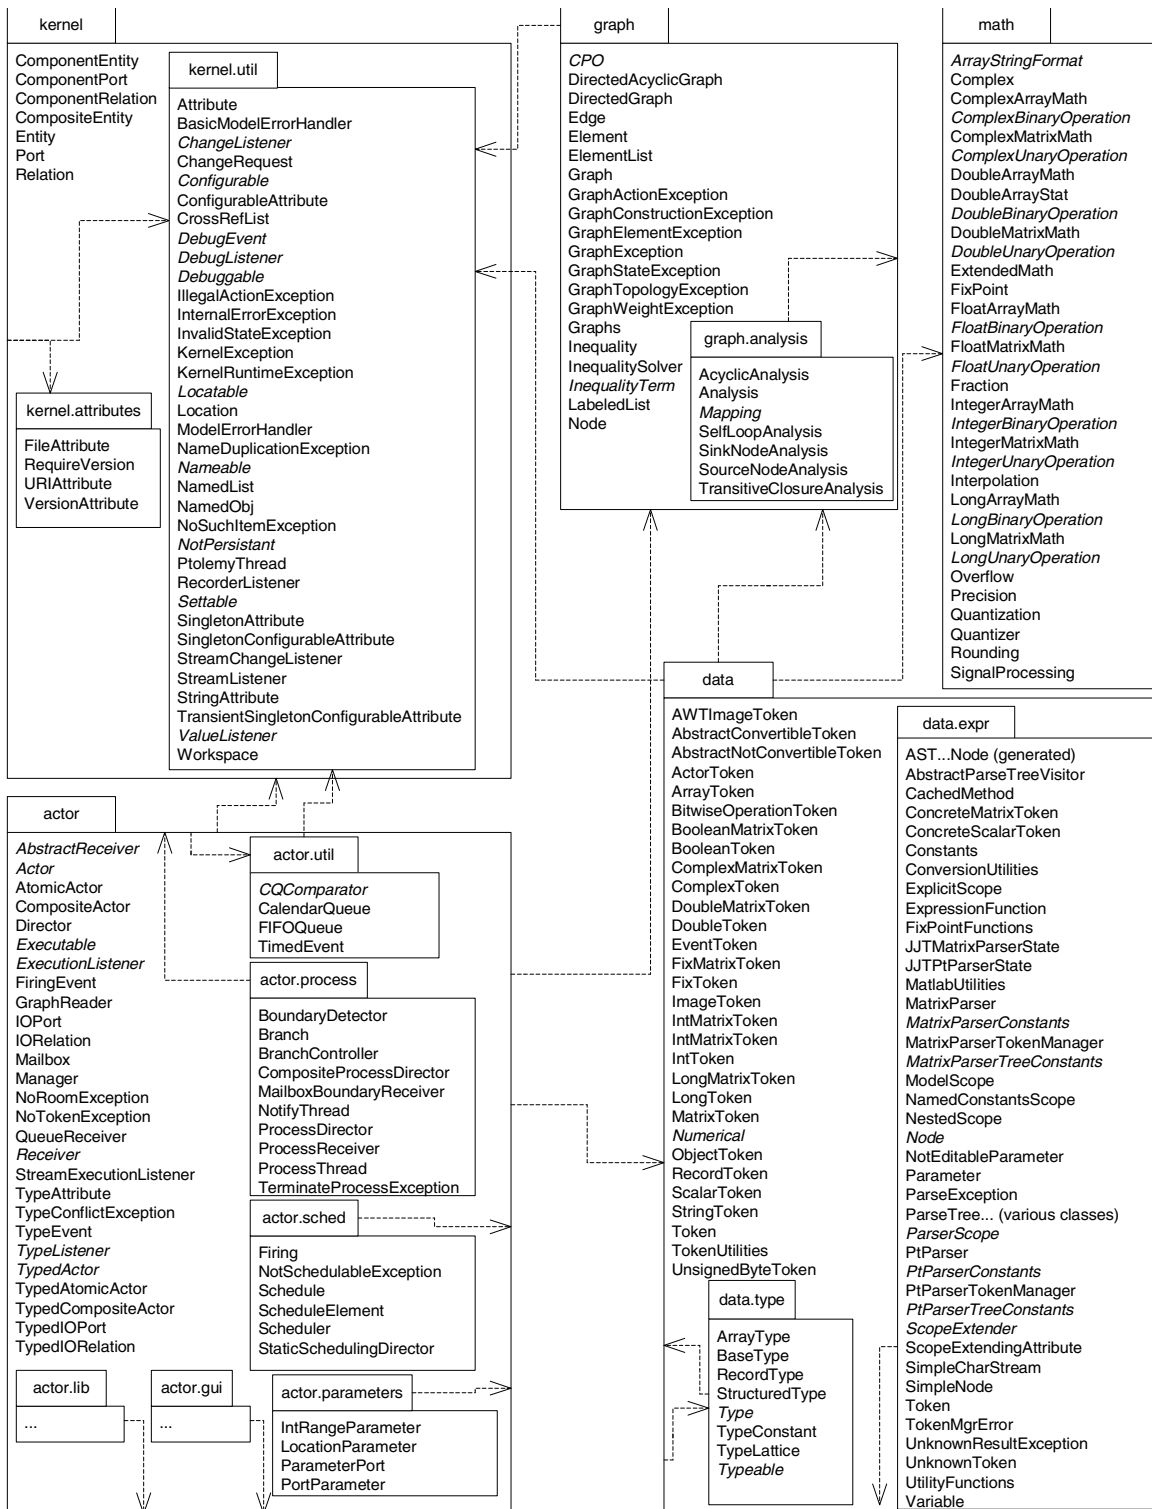 kernel
ComponentEntity
ComponentPort
ComponentRelation
CompositeEntity
Entity
Port
Relation
kernel.util
Attribute
BasicModelErrorHandler
ChangeListener
ChangeRequest
Configurable
ConfigurableAttribute
CrossRefList
DebugEvent
DebugListener
Debuggable
IllegalActionException
InternalErrorException
InvalidStateException
KernelException
KernelRuntimeException
Locatable
Location
ModelErrorHandler
NameDuplicationException
Nameable
NamedList
NamedObj
NoSuchItemException
NotPersistant
PtolemyThread
RecorderListener
Settable
SingletonAttribute
SingletonConfigurableAttribute
StreamChangeListener
StreamListener
StringAttribute
TransientSingletonConfigurableAttribute
ValueListener
Workspace
kernel.attributes
FileAttribute
RequireVersion
URIAttribute
VersionAttribute
graph
CPO
DirectedAcyclicGraph
DirectedGraph
Edge
Element
ElementList
Graph
GraphActionException
GraphConstructionException
GraphElementException
GraphException
GraphStateException
GraphTopologyException
GraphWeightException
Graphs
Inequality
InequalitySolver
InequalityTerm
LabeledList
Node
graph.analysis
AcyclicAnalysis
Analysis
Mapping
SelfLoopAnalysis
SinkNodeAnalysis
SourceNodeAnalysis
TransitiveClosureAnalysis
math
ArrayStringFormat
Complex
ComplexArrayMath
ComplexBinaryOperation
ComplexMatrixMath
ComplexUnaryOperation
DoubleArrayMath
DoubleArrayStat
DoubleBinaryOperation
DoubleMatrixMath
DoubleUnaryOperation
ExtendedMath
FixPoint
FloatArrayMath
FloatBinaryOperation
FloatMatrixMath
FloatUnaryOperation
Fraction
IntegerArrayMath
IntegerBinaryOperation
IntegerMatrixMath
IntegerUnaryOperation
Interpolation
LongArrayMath
LongBinaryOperation
LongMatrixMath
LongUnaryOperation
Overflow
Precision
Quantization
Quantizer
Rounding
SignalProcessing
actor
AbstractReceiver
Actor
AtomicActor
CompositeActor
Director
Executable
ExecutionListener
FiringEvent
GraphReader
IOPort
IORelation
Mailbox
Manager
NoRoomException
NoTokenException
QueueReceiver
Receiver
StreamExecutionListener
TypeAttribute
TypeConflictException
TypeEvent
TypeListener
TypedActor
TypedAtomicActor
TypedCompositeActor
TypedIOPort
TypedIORelation
actor.util
CQComparator
CalendarQueue
FIFOQueue
TimedEvent
actor.process
BoundaryDetector
Branch
BranchController
CompositeProcessDirector
MailboxBoundaryReceiver
NotifyThread
ProcessDirector
ProcessReceiver
ProcessThread
TerminateProcessException
actor.sched
Firing
NotSchedulableException
Schedule
ScheduleElement
Scheduler
StaticSchedulingDirector
actor.lib
...
actor.gui
...
actor.parameters
IntRangeParameter
LocationParameter
ParameterPort
PortParameter
data
AWTImageToken
AbstractConvertibleToken
AbstractNotConvertibleToken
ActorToken
ArrayToken
BitwiseOperationToken
BooleanMatrixToken
BooleanToken
ComplexMatrixToken
ComplexToken
DoubleMatrixToken
DoubleToken
EventToken
FixMatrixToken
FixToken
ImageToken
IntMatrixToken
IntMatrixToken
IntToken
LongMatrixToken
LongToken
MatrixToken
Numerical
ObjectToken
RecordToken
ScalarToken
StringToken
Token
TokenUtilities
UnsignedByteToken
data.type
ArrayType
BaseType
RecordType
StructuredType
Type
TypeConstant
TypeLattice
Typeable
data.expr
AST...Node (generated)
AbstractParseTreeVisitor
CachedMethod
ConcreteMatrixToken
ConcreteScalarToken
Constants
ConversionUtilities
ExplicitScope
ExpressionFunction
FixPointFunctions
JJTMatrixParserState
JJTPtParserState
MatlabUtilities
MatrixParser
MatrixParserConstants
MatrixParserTokenManager
MatrixParserTreeConstants
ModelScope
NamedConstantsScope
NestedScope
Node
NotEditableParameter
Parameter
ParseException
ParseTree... (various classes)
ParserScope
PtParser
PtParserConstants
PtParserTokenManager
PtParserTreeConstants
ScopeExtender
ScopeExtendingAttribute
SimpleCharStream
SimpleNode
Token
TokenMgrError
UnknownResultException
UnknownToken
UtilityFunctions
Variable